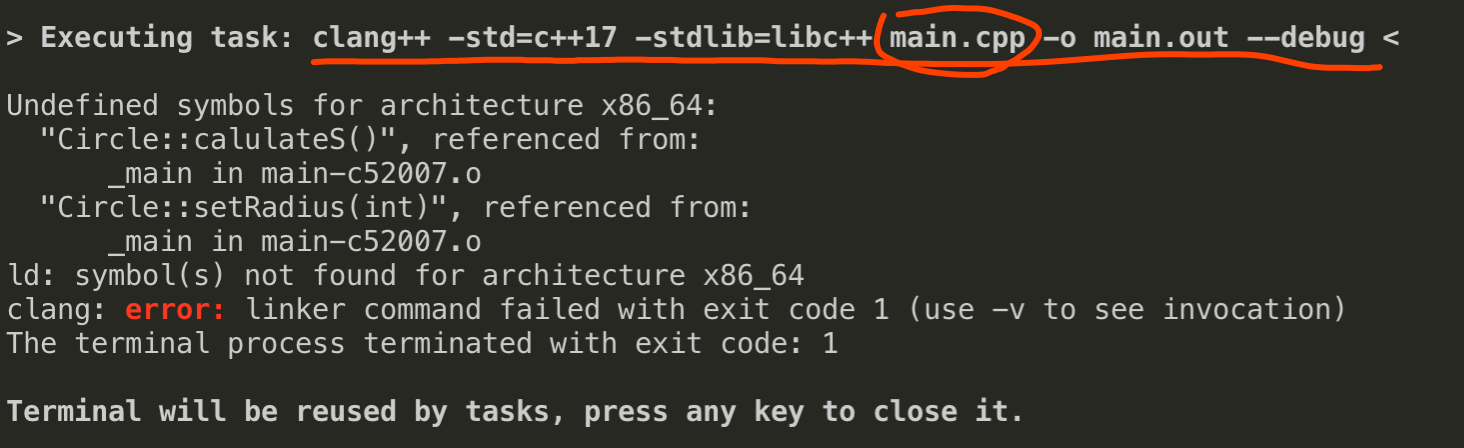 > Executing task: clang++ -std=c++17 -stdlib=libc++ main.cpp -o main.out --debug <
Undefined symbols for architecture x86_64:
"Circle::calulateS()", referenced from:
_main in main-c52007.o
"Circle::setRadius(int)", referenced from:
_main in main-c52007.o
ld: symbol(s) not found for architecture x86_64
clang: error: linker command failed with exit code 1 (use -v to see invocation)
The terminal process terminated with exit code: 1
Terminal will be reused by tasks, press any key to close it.